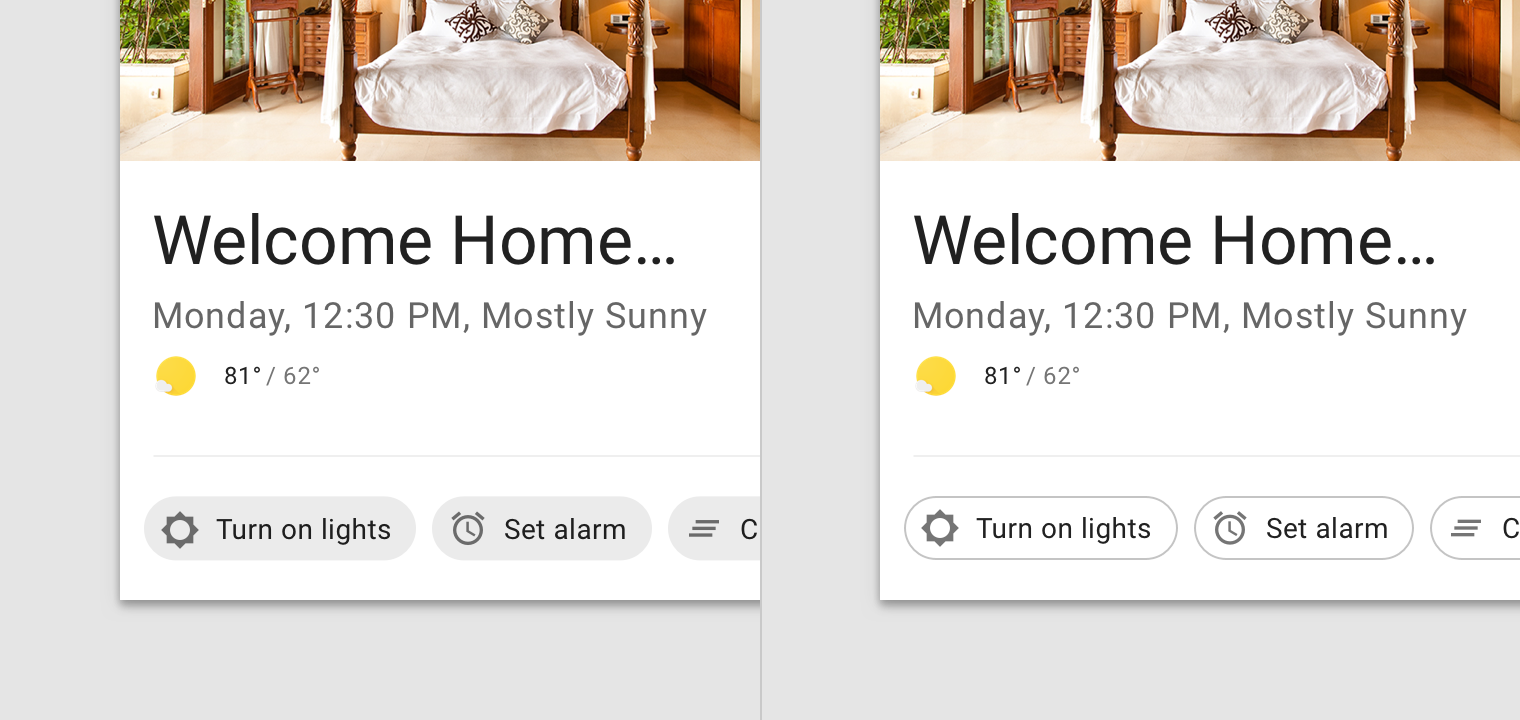 Welcome Home...
Monday, 12:30 PM, Mostly Sunny
81° / 62°
Turn on lights
Set alarm
C
Welcome Home...
Monday, 12:30 PM, Mostly Sunny
81° / 62°
Turn on lights
Set alarm
C